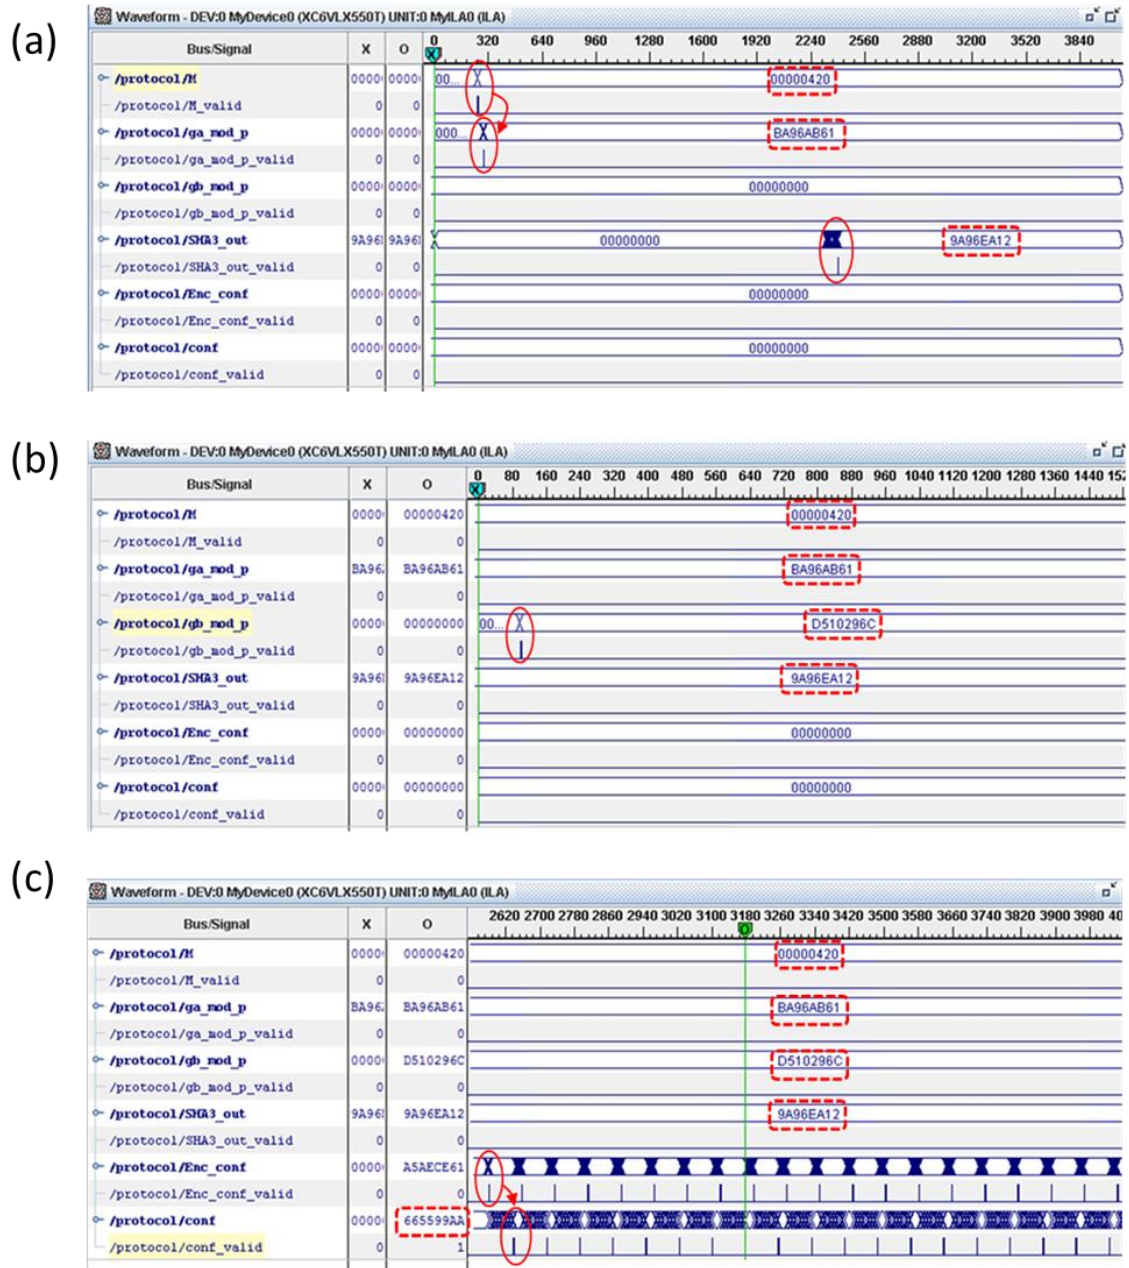 (a)
Waveform - DEV:0 MyDevice0 (XC6VLX550T) UNIT:0 MyILA0 (ILA)
Bus/Signal X O 0 320 640 960 1280 1600 1920 2240 2560 2880 3200 3520 3840
/protocol/M 0000 0000 00... 00000420
/protocol/M_valid 0 0
/protocol/ga_mod_p 0000 0000 000... BA96AB61
/protocol/ga_mod_p_valid 0 0
/protocol/gb_mod_p 0000 0000 00000000
/protocol/gb_mod_p_valid 0 0
/protocol/SHA3_out 9A96 9A96 00000000 9A96EA12
/protocol/SHA3_out_valid 0 0
/protocol/Enc_conf 0000 0000 00000000
/protocol/Enc_conf_valid 0 0
/protocol/conf 0000 0000 00000000
/protocol/conf_valid 0 0
(b)
Waveform - DEV:0 MyDevice0 (XC6VLX550T) UNIT:0 MyILA0 (ILA)
Bus/Signal X O 0 80 160 240 320 400 480 560 640 720 800 880 960 1040 1120 1200 1280 1360 1440 152
/protocol/M 0000 00000420 00000420
/protocol/M_valid 0 0
/protocol/ga_mod_p BA96 BA96AB61 BA96AB61
/protocol/ga_mod_p_valid 0 0
/protocol/gb_mod_p 0000 00000000 00... D510296C
/protocol/gb_mod_p_valid 0 0
/protocol/SHA3_out 9A96 9A96EA12 9A96EA12
/protocol/SHA3_out_valid 0 0
/protocol/Enc_conf 0000 00000000 00000000
/protocol/Enc_conf_valid 0 0
/protocol/conf 0000 00000000 00000000
/protocol/conf_valid 0 0
(c)
Waveform - DEV:0 MyDevice0 (XC6VLX550T) UNIT:0 MyILA0 (ILA)
Bus/Signal X O 2620 2700 2780 2860 2940 3020 3100 3180 3260 3340 3420 3500 3580 3660 3740 3820 3900 3980 40
O
/protocol/M 0000 00000420 00000420
/protocol/M_valid 0 0
/protocol/ga_mod_p BA96 BA96AB61 BA96AB61
/protocol/ga_mod_p_valid 0 0
/protocol/gb_mod_p 0000 D510296C D510296C
/protocol/gb_mod_p_valid 0 0
/protocol/SHA3_out 9A96 9A96EA12 9A96EA12
/protocol/SHA3_out_valid 0 0
/protocol/Enc_conf 0000 A5AECE61
/protocol/Enc_conf_valid 0 0
/protocol/conf 0000 665599AA
/protocol/conf_valid 0 1